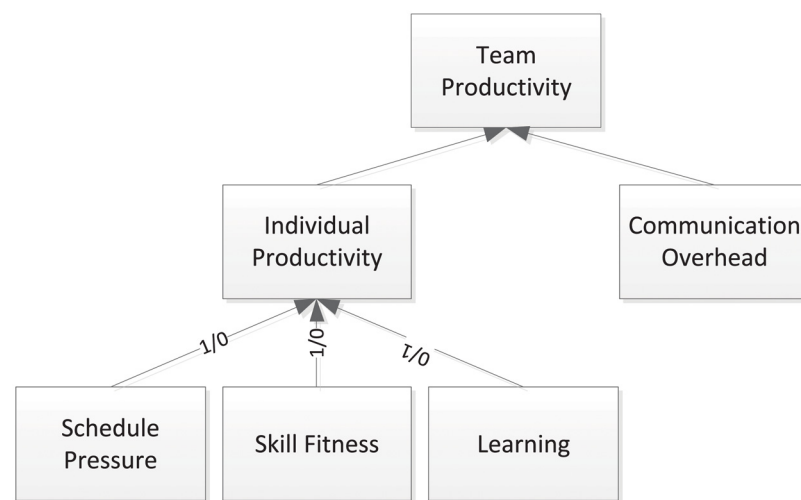 Team
Productivity
Individual
Productivity
Communication
Overhead
1/0
1/0
1/0
Schedule
Pressure
Skill Fitness
Learning